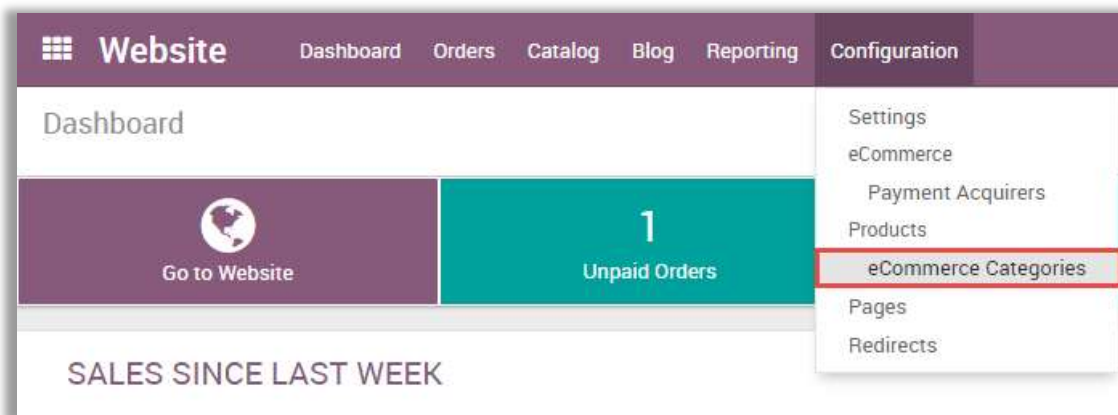 Website Dashboard Orders Catalog Blog Reporting Configuration
Dashboard
Settings
eCommerce
Payment Acquirers
Products
eCommerce Categories
Pages
Redirects
Go to Website
1
Unpaid Orders
SALES SINCE LAST WEEK